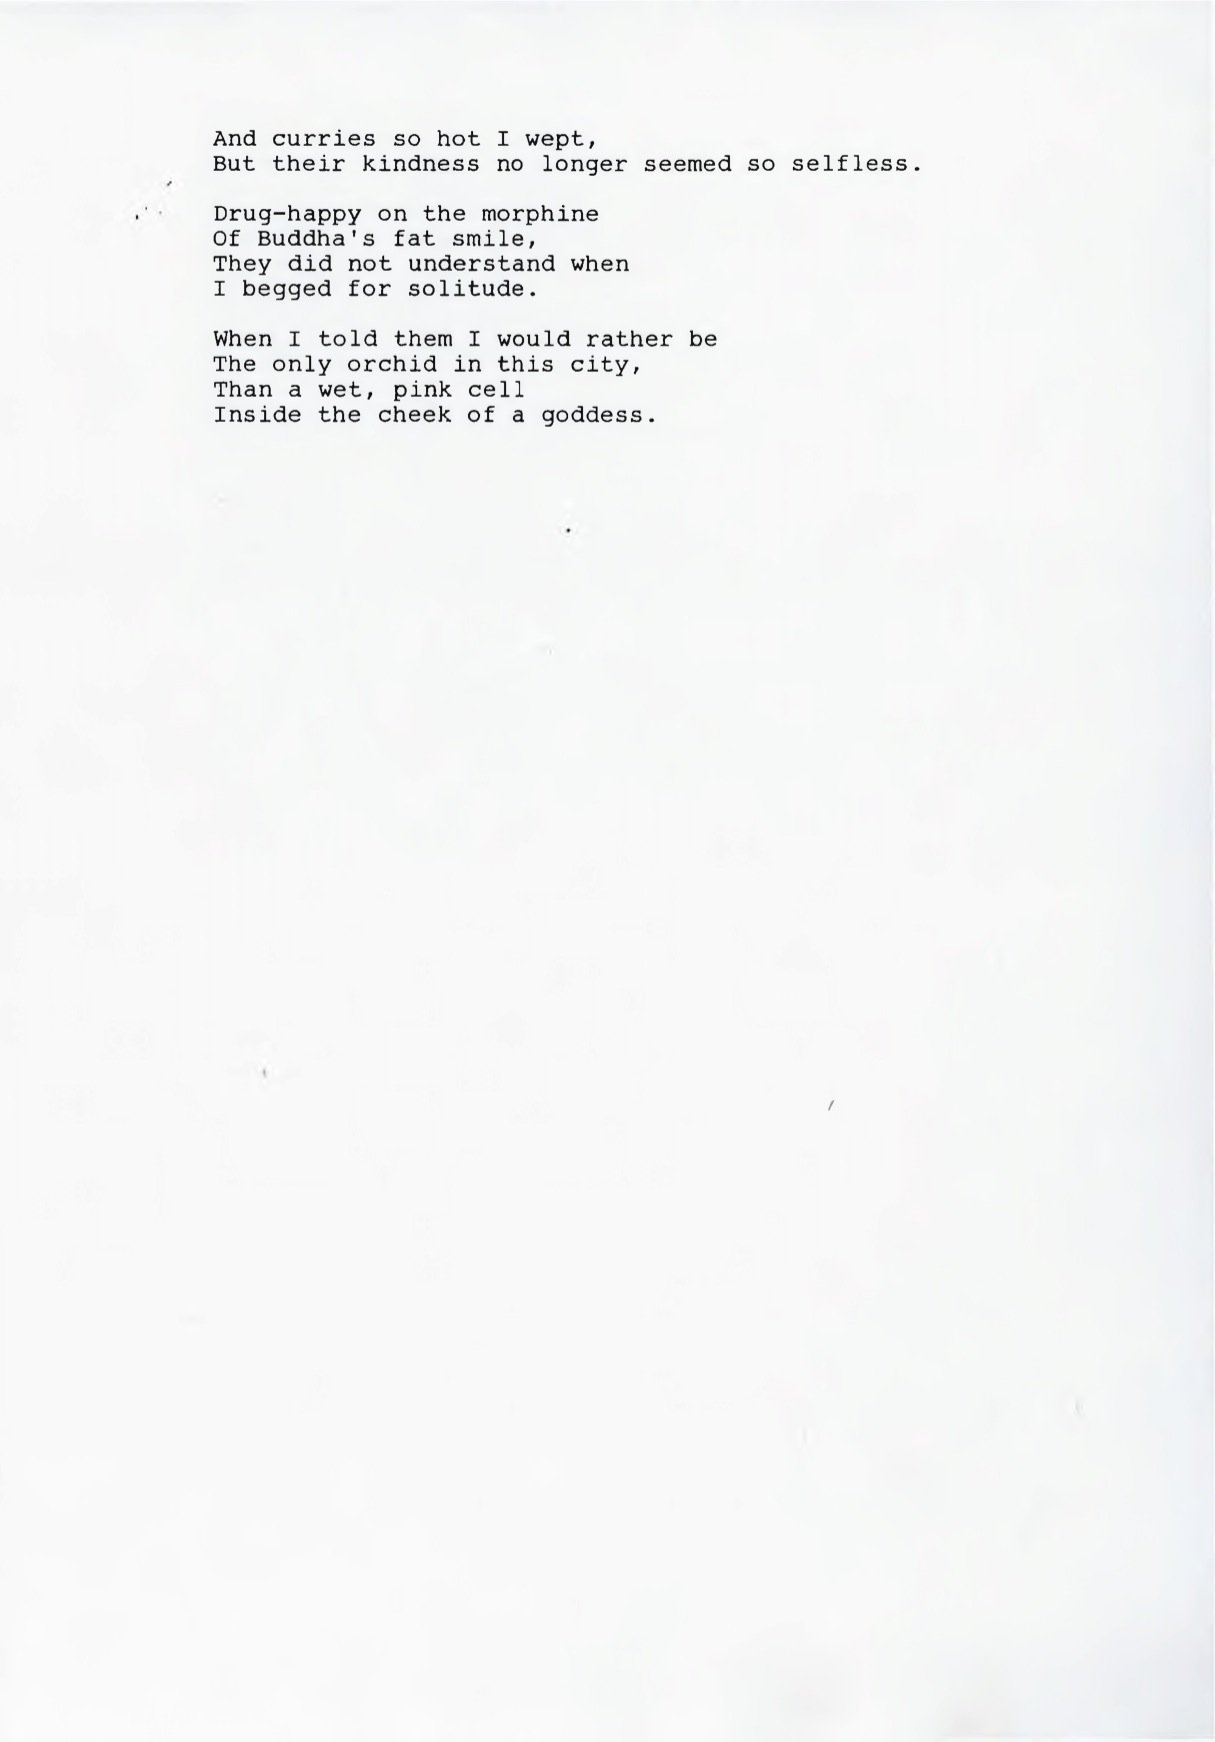 And curries so hot I wept,
But their kindness no longer seemed so selfless.
Drug-happy on the morphine
Of Buddha's fat smile,
They did not understand when
I begged for solitude.
When I told them I would rather be
The only orchid in this city,
Than a wet, pink cell
Inside the cheek of a goddess.